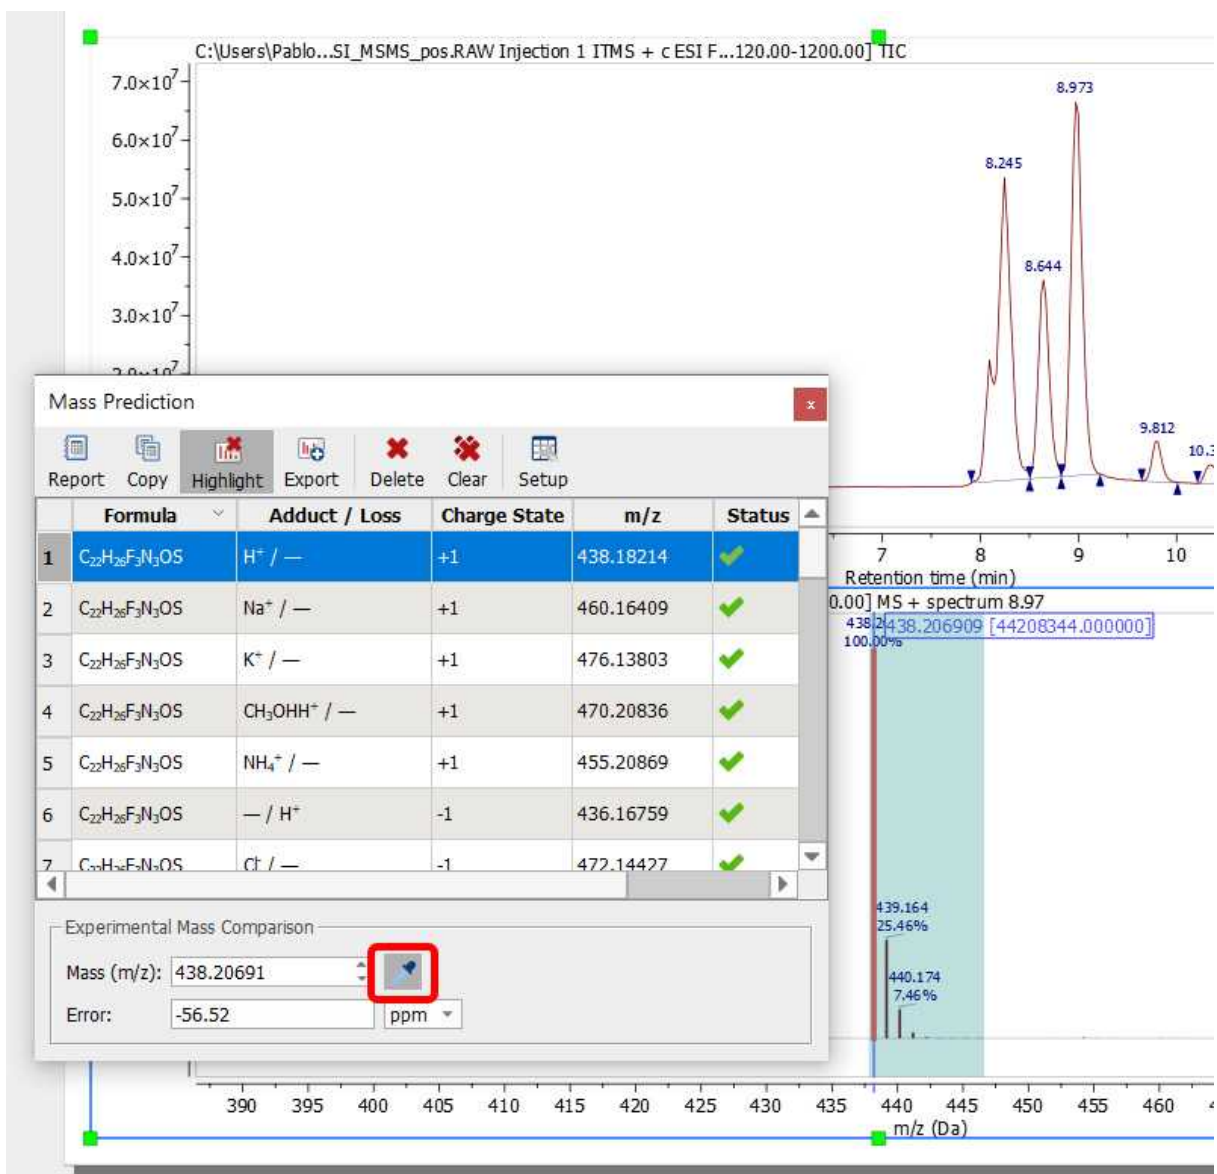 C:\Users\Pablo...SI_MSMS_pos.RAW Injection 1 ITMS + c ESI F...120.00-1200.00] TIC
7.0×10⁷
6.0×10⁷
5.0×10⁷
4.0×10⁷
3.0×10⁷
8.973
8.245
8.644
9.812
10.3
7 8 9 10
Retention time (min)
Mass Prediction
x
Report Copy Highlight Export Delete Clear Setup
Formula Adduct / Loss Charge State m/z Status
1 C₂₂H₂₆F₃N₃OS H⁺ / — +1 438.18214
2 C₂₂H₂₆F₃N₃OS Na⁺ / — +1 460.16409
3 C₂₂H₂₆F₃N₃OS K⁺ / — +1 476.13803
4 C₂₂H₂₆F₃N₃OS CH₃OHH⁺ / — +1 470.20836
5 C₂₂H₂₆F₃N₃OS NH₄⁺ / — +1 455.20869
6 C₂₂H₂₆F₃N₃OS — / H⁺ -1 436.16759
7 C₂₂H₂₆F₃N₃OS Cl⁻ / — -1 472.14427
Experimental Mass Comparison
Mass (m/z): 438.20691
Error: -56.52 ppm
0.00] MS + spectrum 8.97
438.206909 [44208344.000000]
100.00%
439.164
25.46%
440.174
7.46%
390 395 400 405 410 415 420 425 430 435 440 445 450 455 460
m/z (Da)